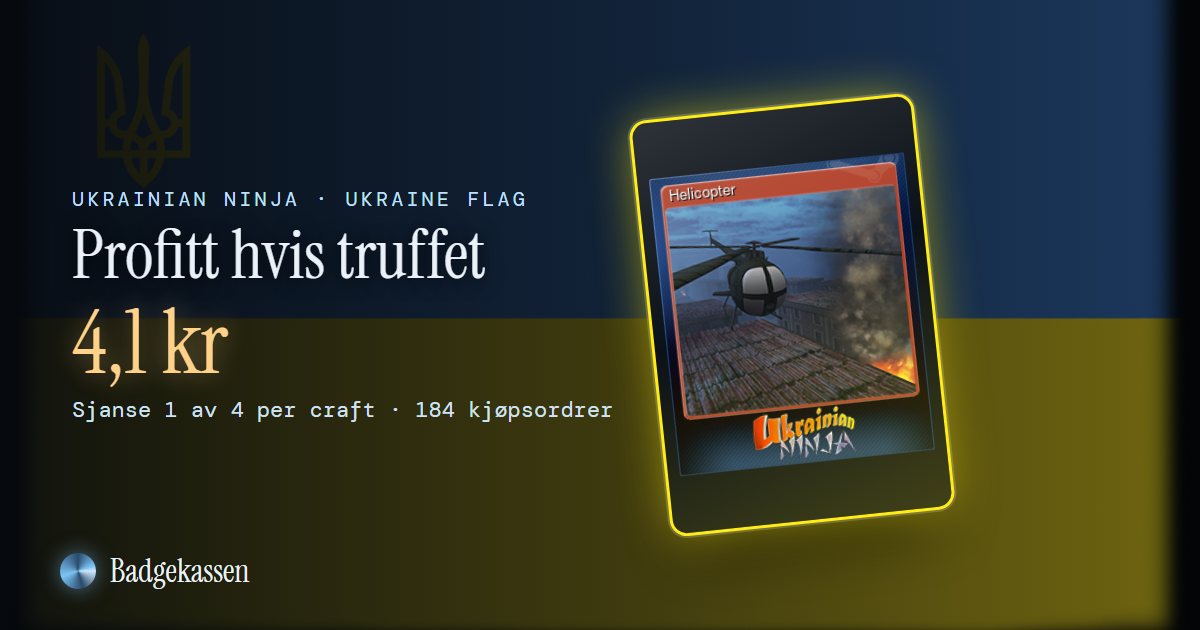 UKRAINIAN NINJA · UKRAINE FLAG
Profitt hvis truffet
4,1 kr
Sjanse 1 av 4 per craft · 184 kjøpsordrer
Helicopter
Ukrainian
NINJA
Badgekassen